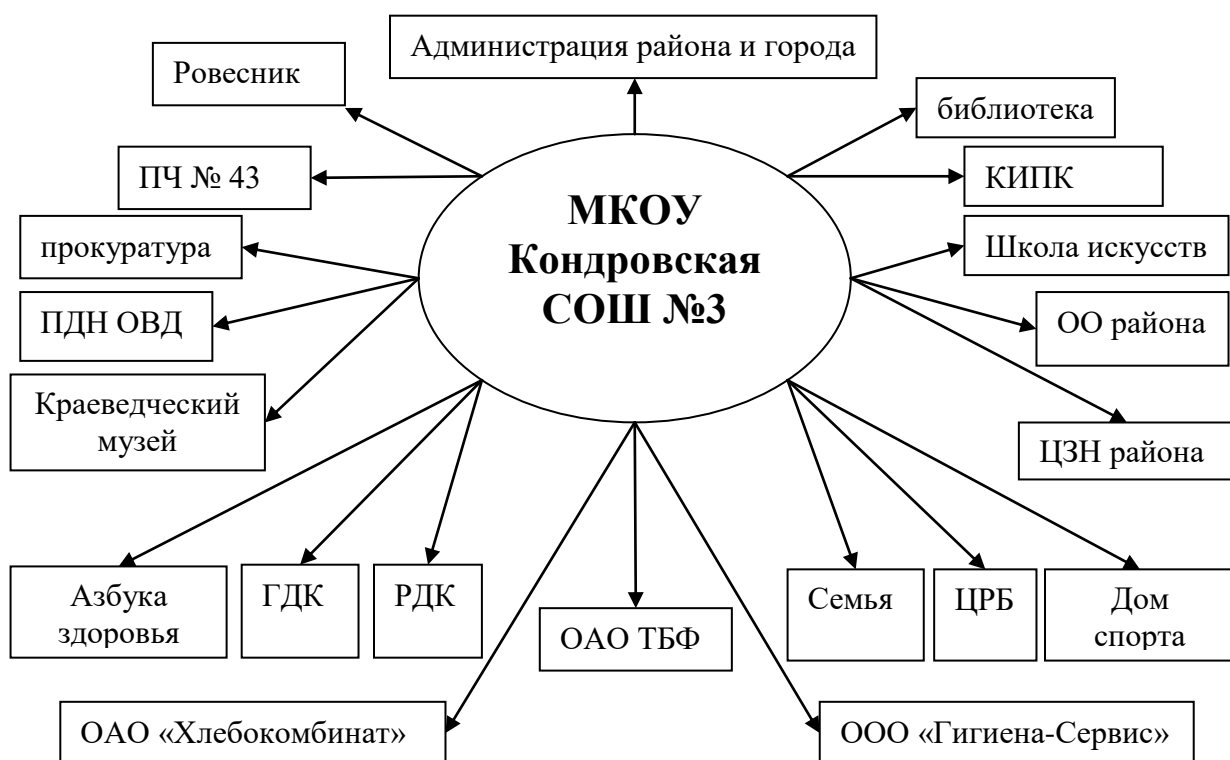 Администрация района и города
Ровесник
библиотека
ПЧ № 43
КИПК
МКОУ
Кондровская
СОШ №3
прокуратура
Школа искусств
ПДН ОВД
ОО района
Краеведческий
музей
ЦЗН района
Азбука
здоровья
ГДК
РДК
ОАО ТБФ
Семья
ЦРБ
Дом
спорта
ОАО «Хлебокомбинат»
ООО «Гигиена-Сервис»